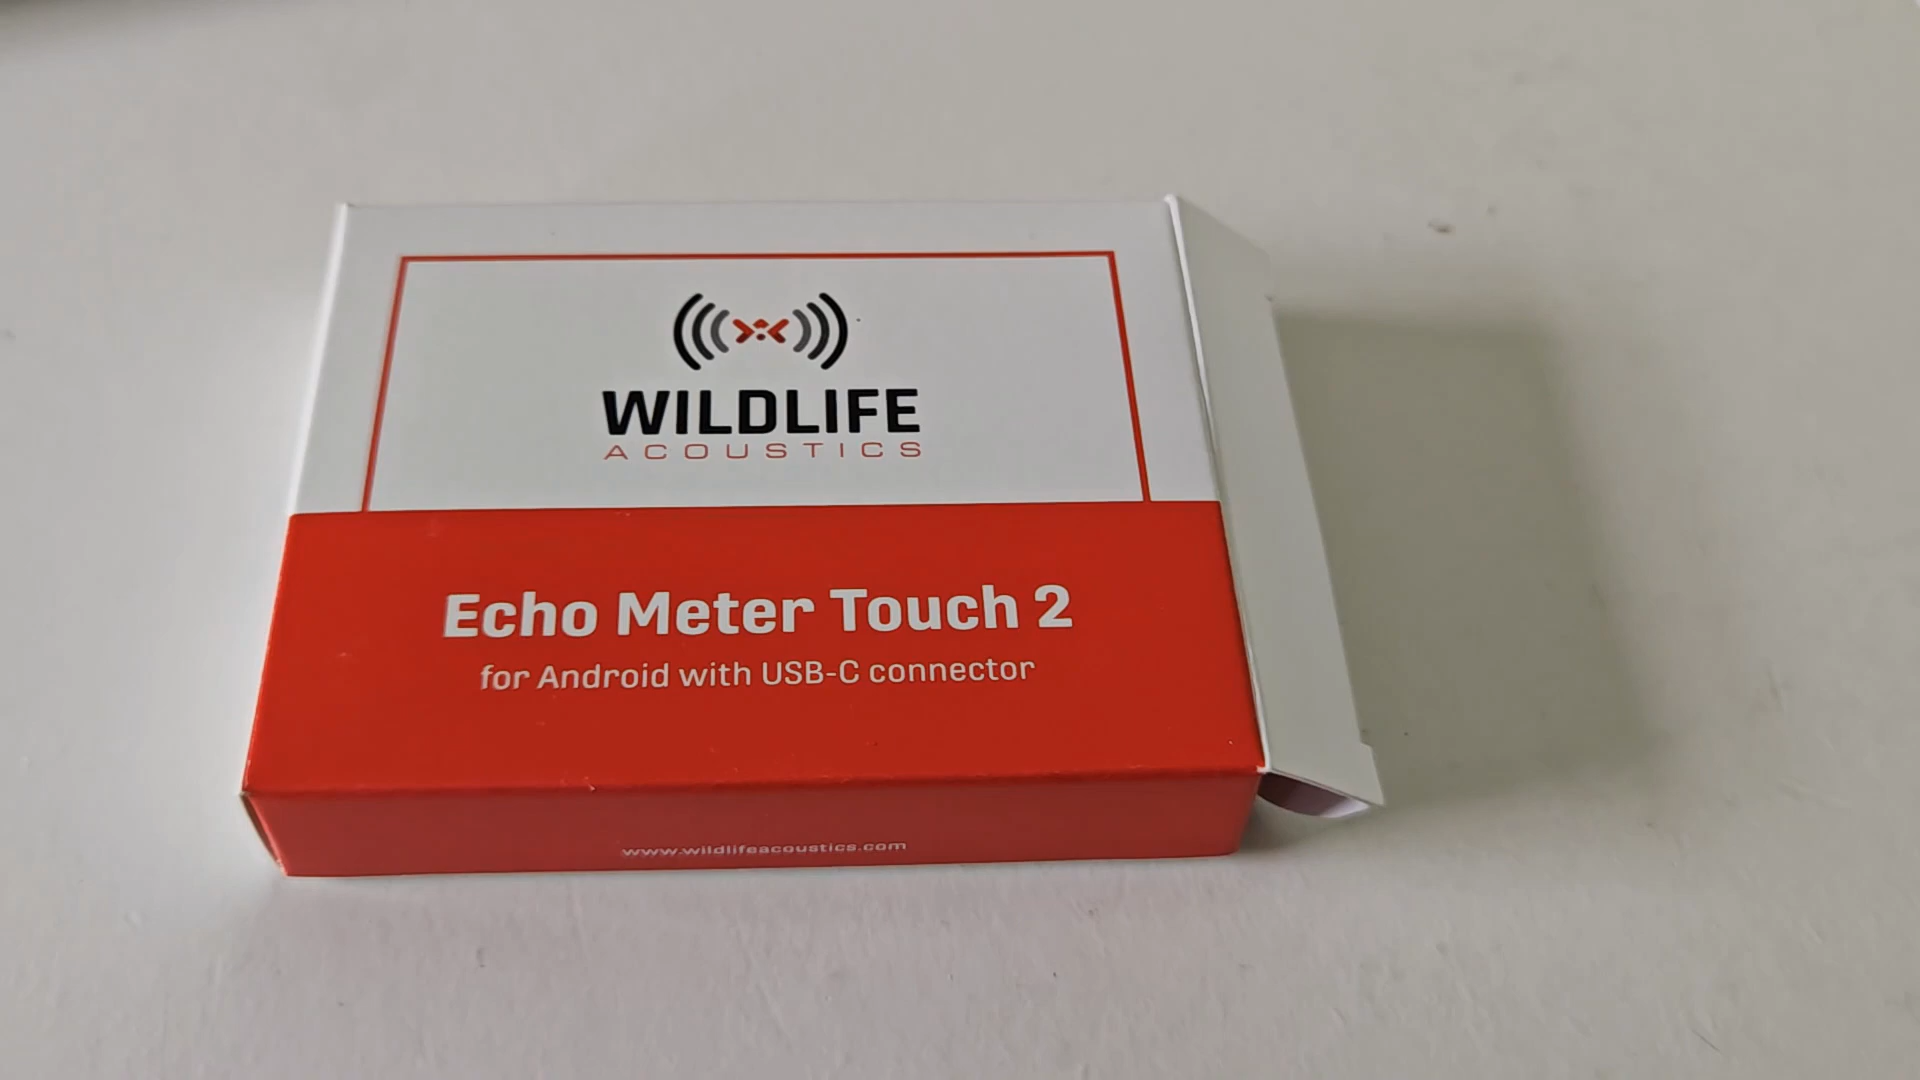 WILDLIFE
ACOUSTICS
Echo Meter Touch 2
for Android with USB-C connector
www.wildlifeacoustics.com